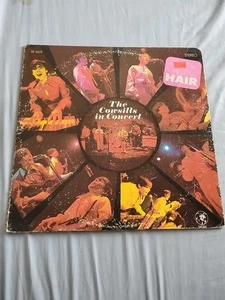 STEREO
HAIR
The
Cowsills
in Concert